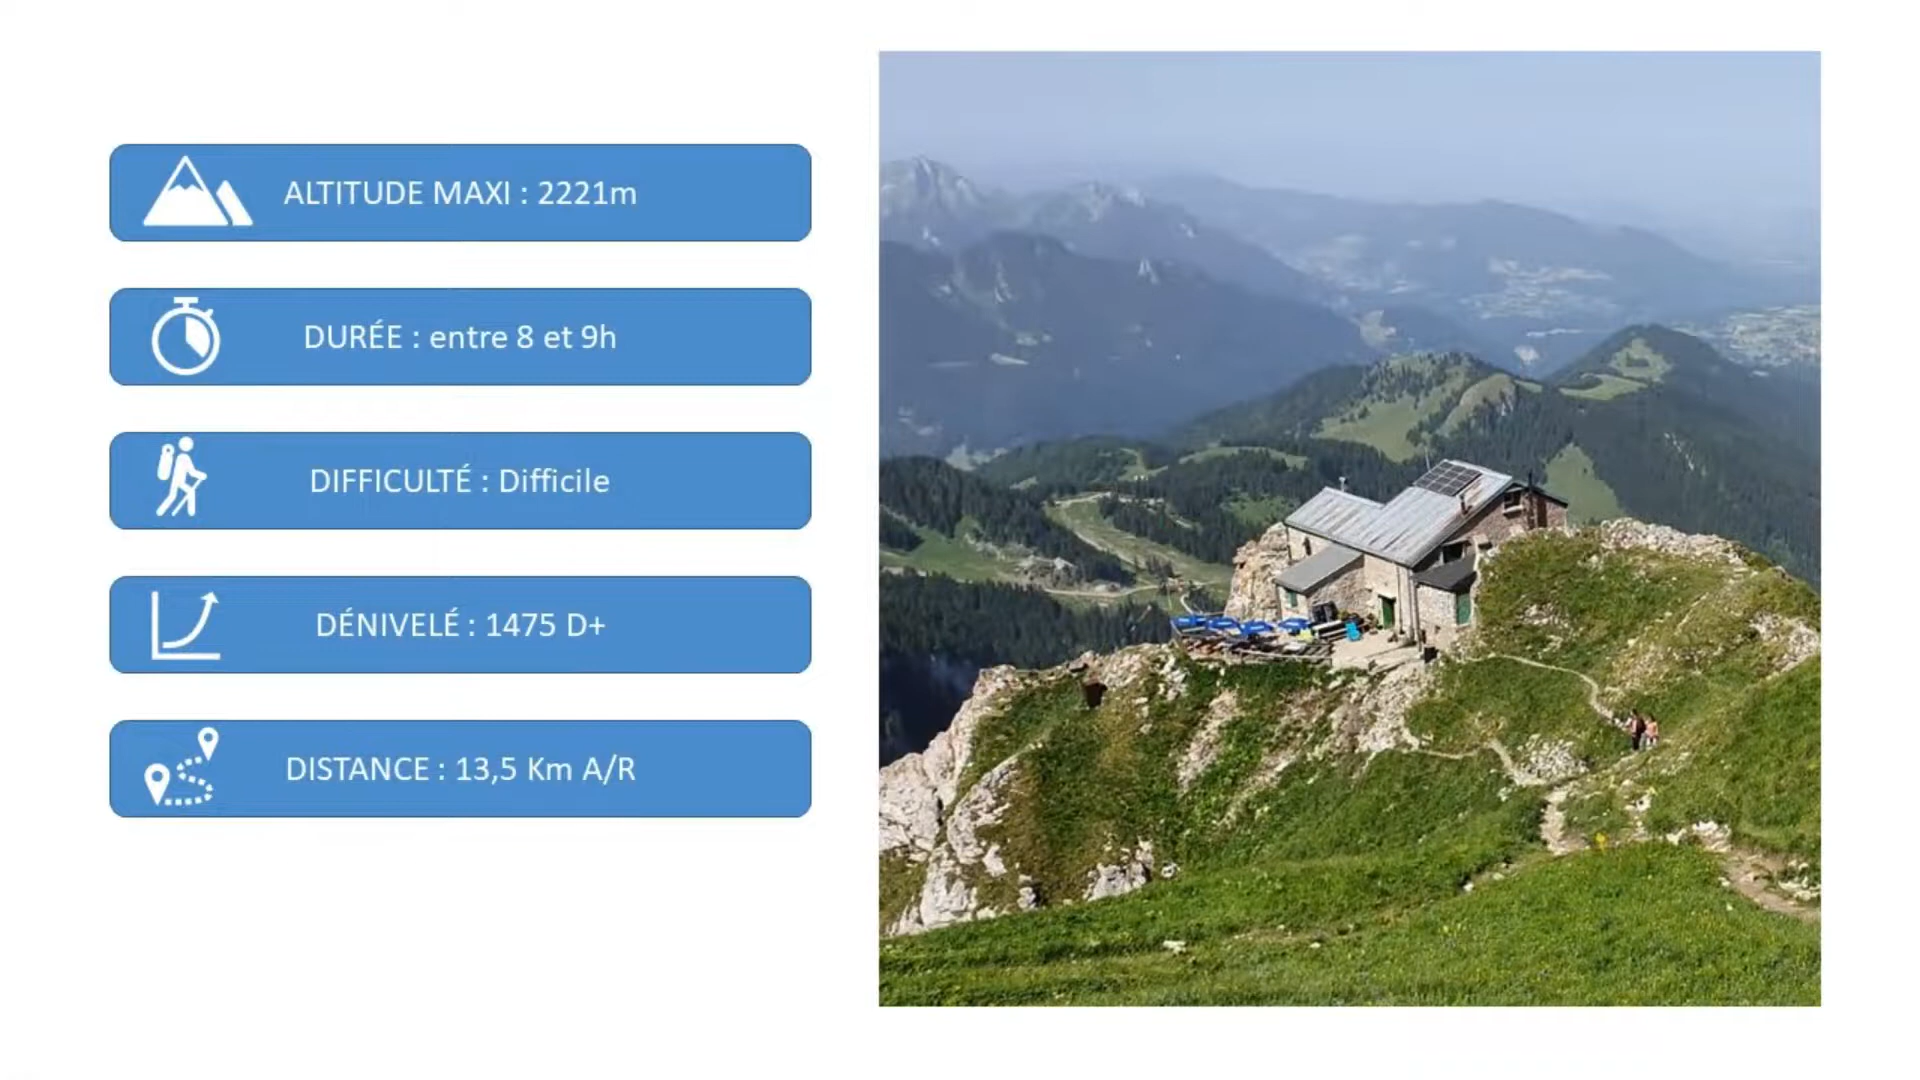 ALTITUDE MAXI : 2221m
DURÉE : entre 8 et 9h
DIFFICULTÉ : Difficile
DÉNIVELÉ : 1475 D+
DISTANCE : 13,5 Km A/R